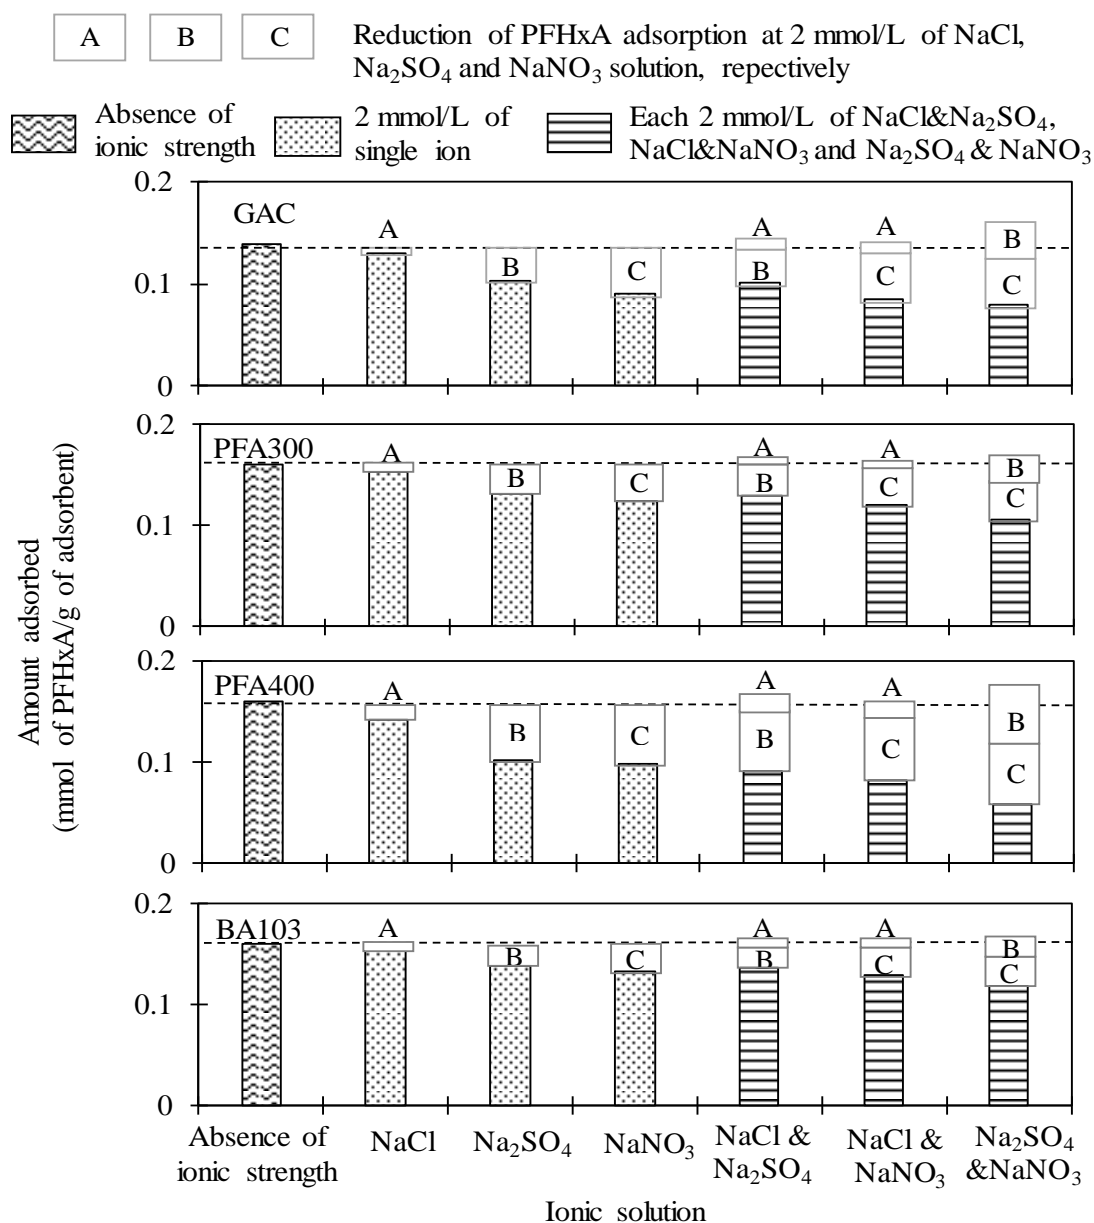 A B C Reduction of PFHxA adsorption at 2 mmol/L of NaCl,
Na₂SO₄ and NaNO₃ solution, repectively
Absence of
ionic strength
2 mmol/L of
single ion
Each 2 mmol/L of NaCl&Na₂SO₄,
NaCl&NaNO₃ and Na₂SO₄ & NaNO₃
Amount adsorbed
(mmol of PFHxA/g of adsorbent)
0.2
0.1
0
GAC
A
B
C
A
B
A
C
B
C
0.2
0.1
0
PFA300
A
B
C
A
B
A
C
B
C
0.2
0.1
0
PFA400
A
B
C
A
B
A
C
B
C
0.2
0.1
0
BA103
A
B
C
A
B
A
C
B
C
Absence of
ionic strength
NaCl
Na₂SO₄
NaNO₃
NaCl &
Na₂SO₄
NaCl &
NaNO₃
Na₂SO₄
&NaNO₃
Ionic solution